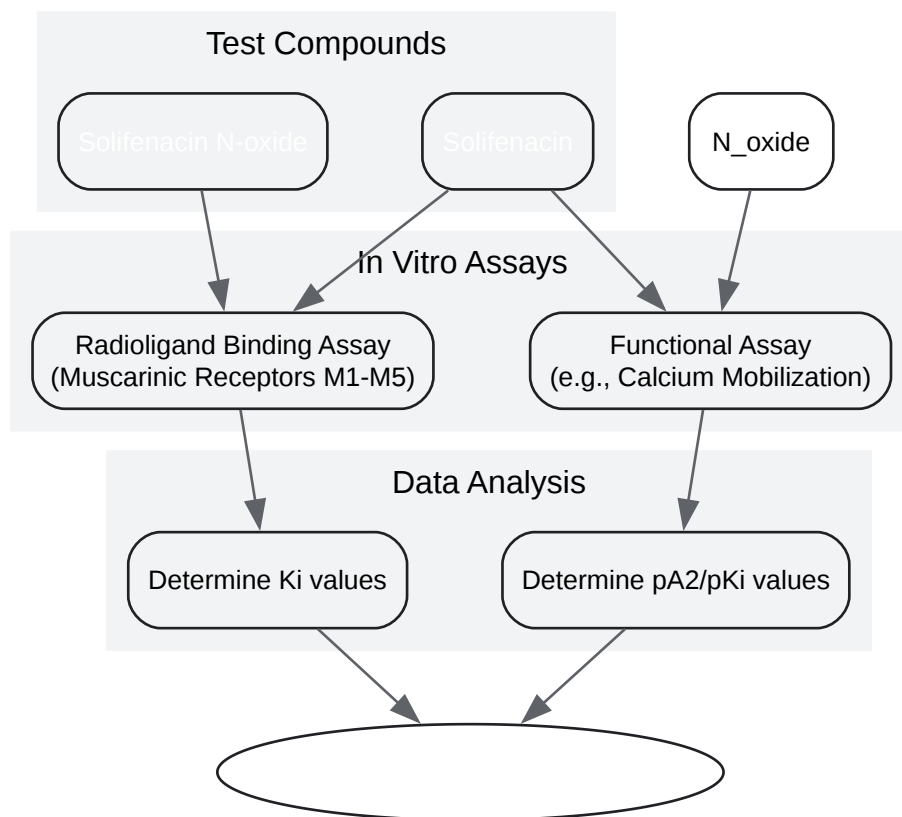 Test Compounds
Solifenacin N-oxide
Solifenacin
N_oxide
In Vitro Assays
Radioligand Binding Assay
(Muscarinic Receptors M1-M5)
Functional Assay
(e.g., Calcium Mobilization)
Data Analysis
Determine Ki values
Determine pA2/pKi values